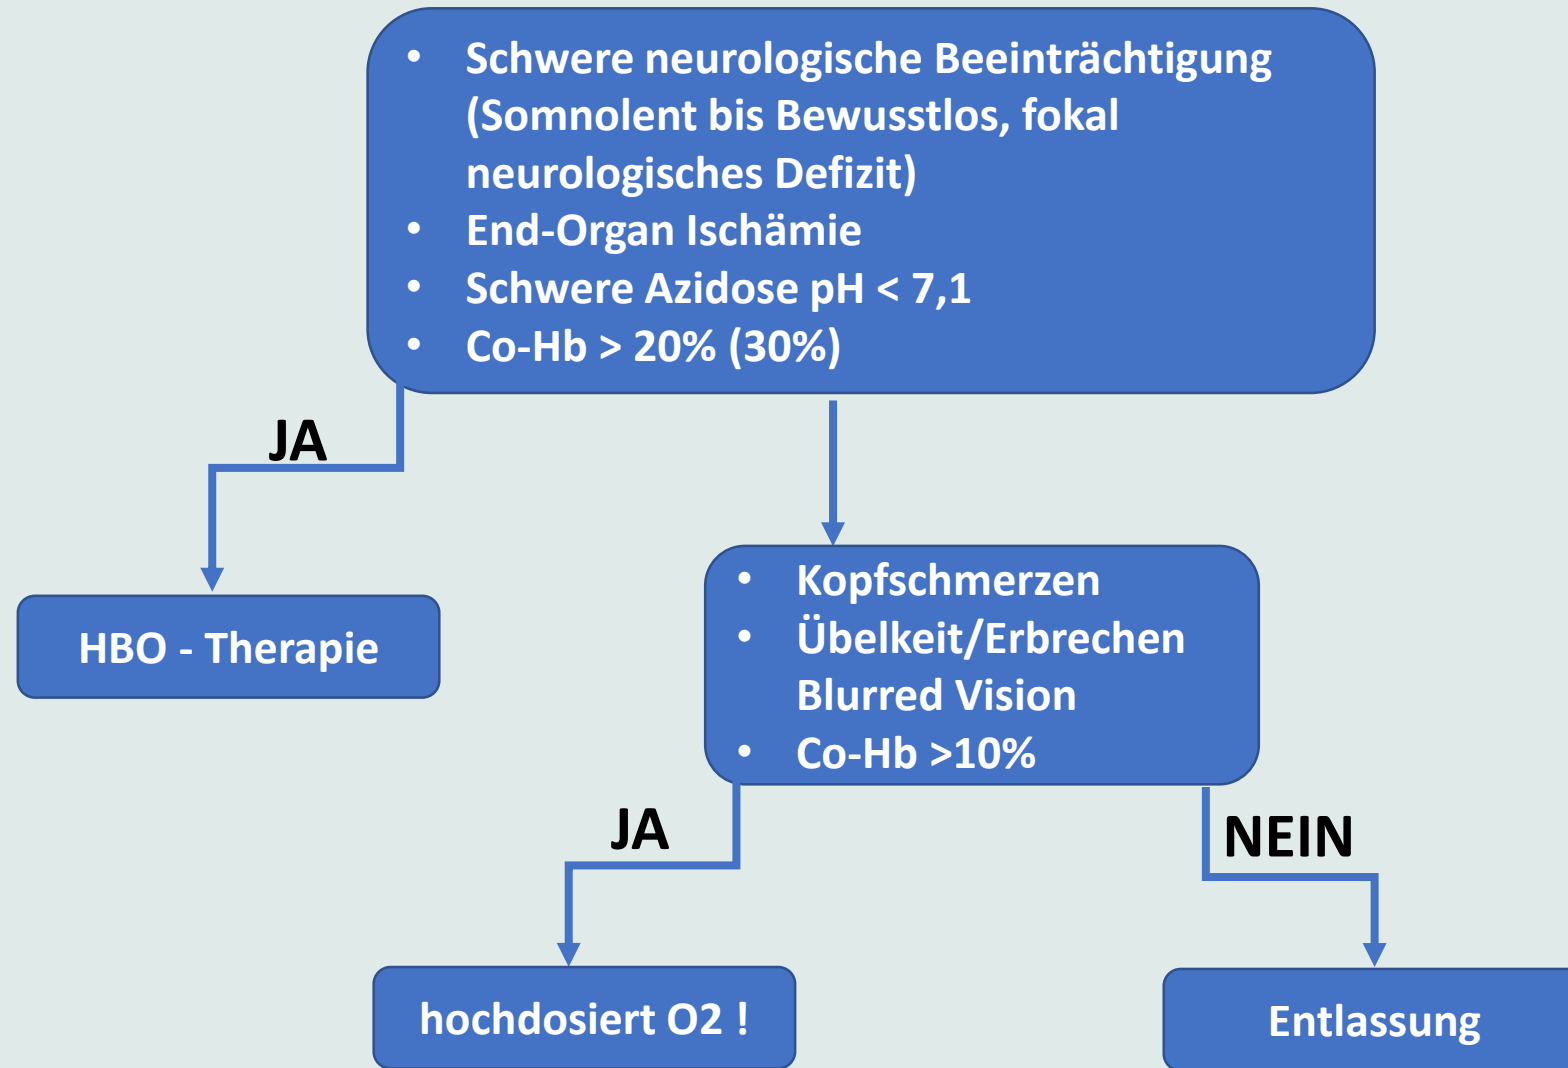 • Schwere neurologische Beeinträchtigung
(Somnolent bis Bewusstlos, fokal
neurologisches Defizit)
• End-Organ Ischämie
• Schwere Azidose pH < 7,1
• Co-Hb > 20% (30%)
JA
HBO - Therapie
• Kopfschmerzen
• Übelkeit/Erbrechen
Blurred Vision
• Co-Hb >10%
JA
NEIN
hochdosiert O2 !
Entlassung